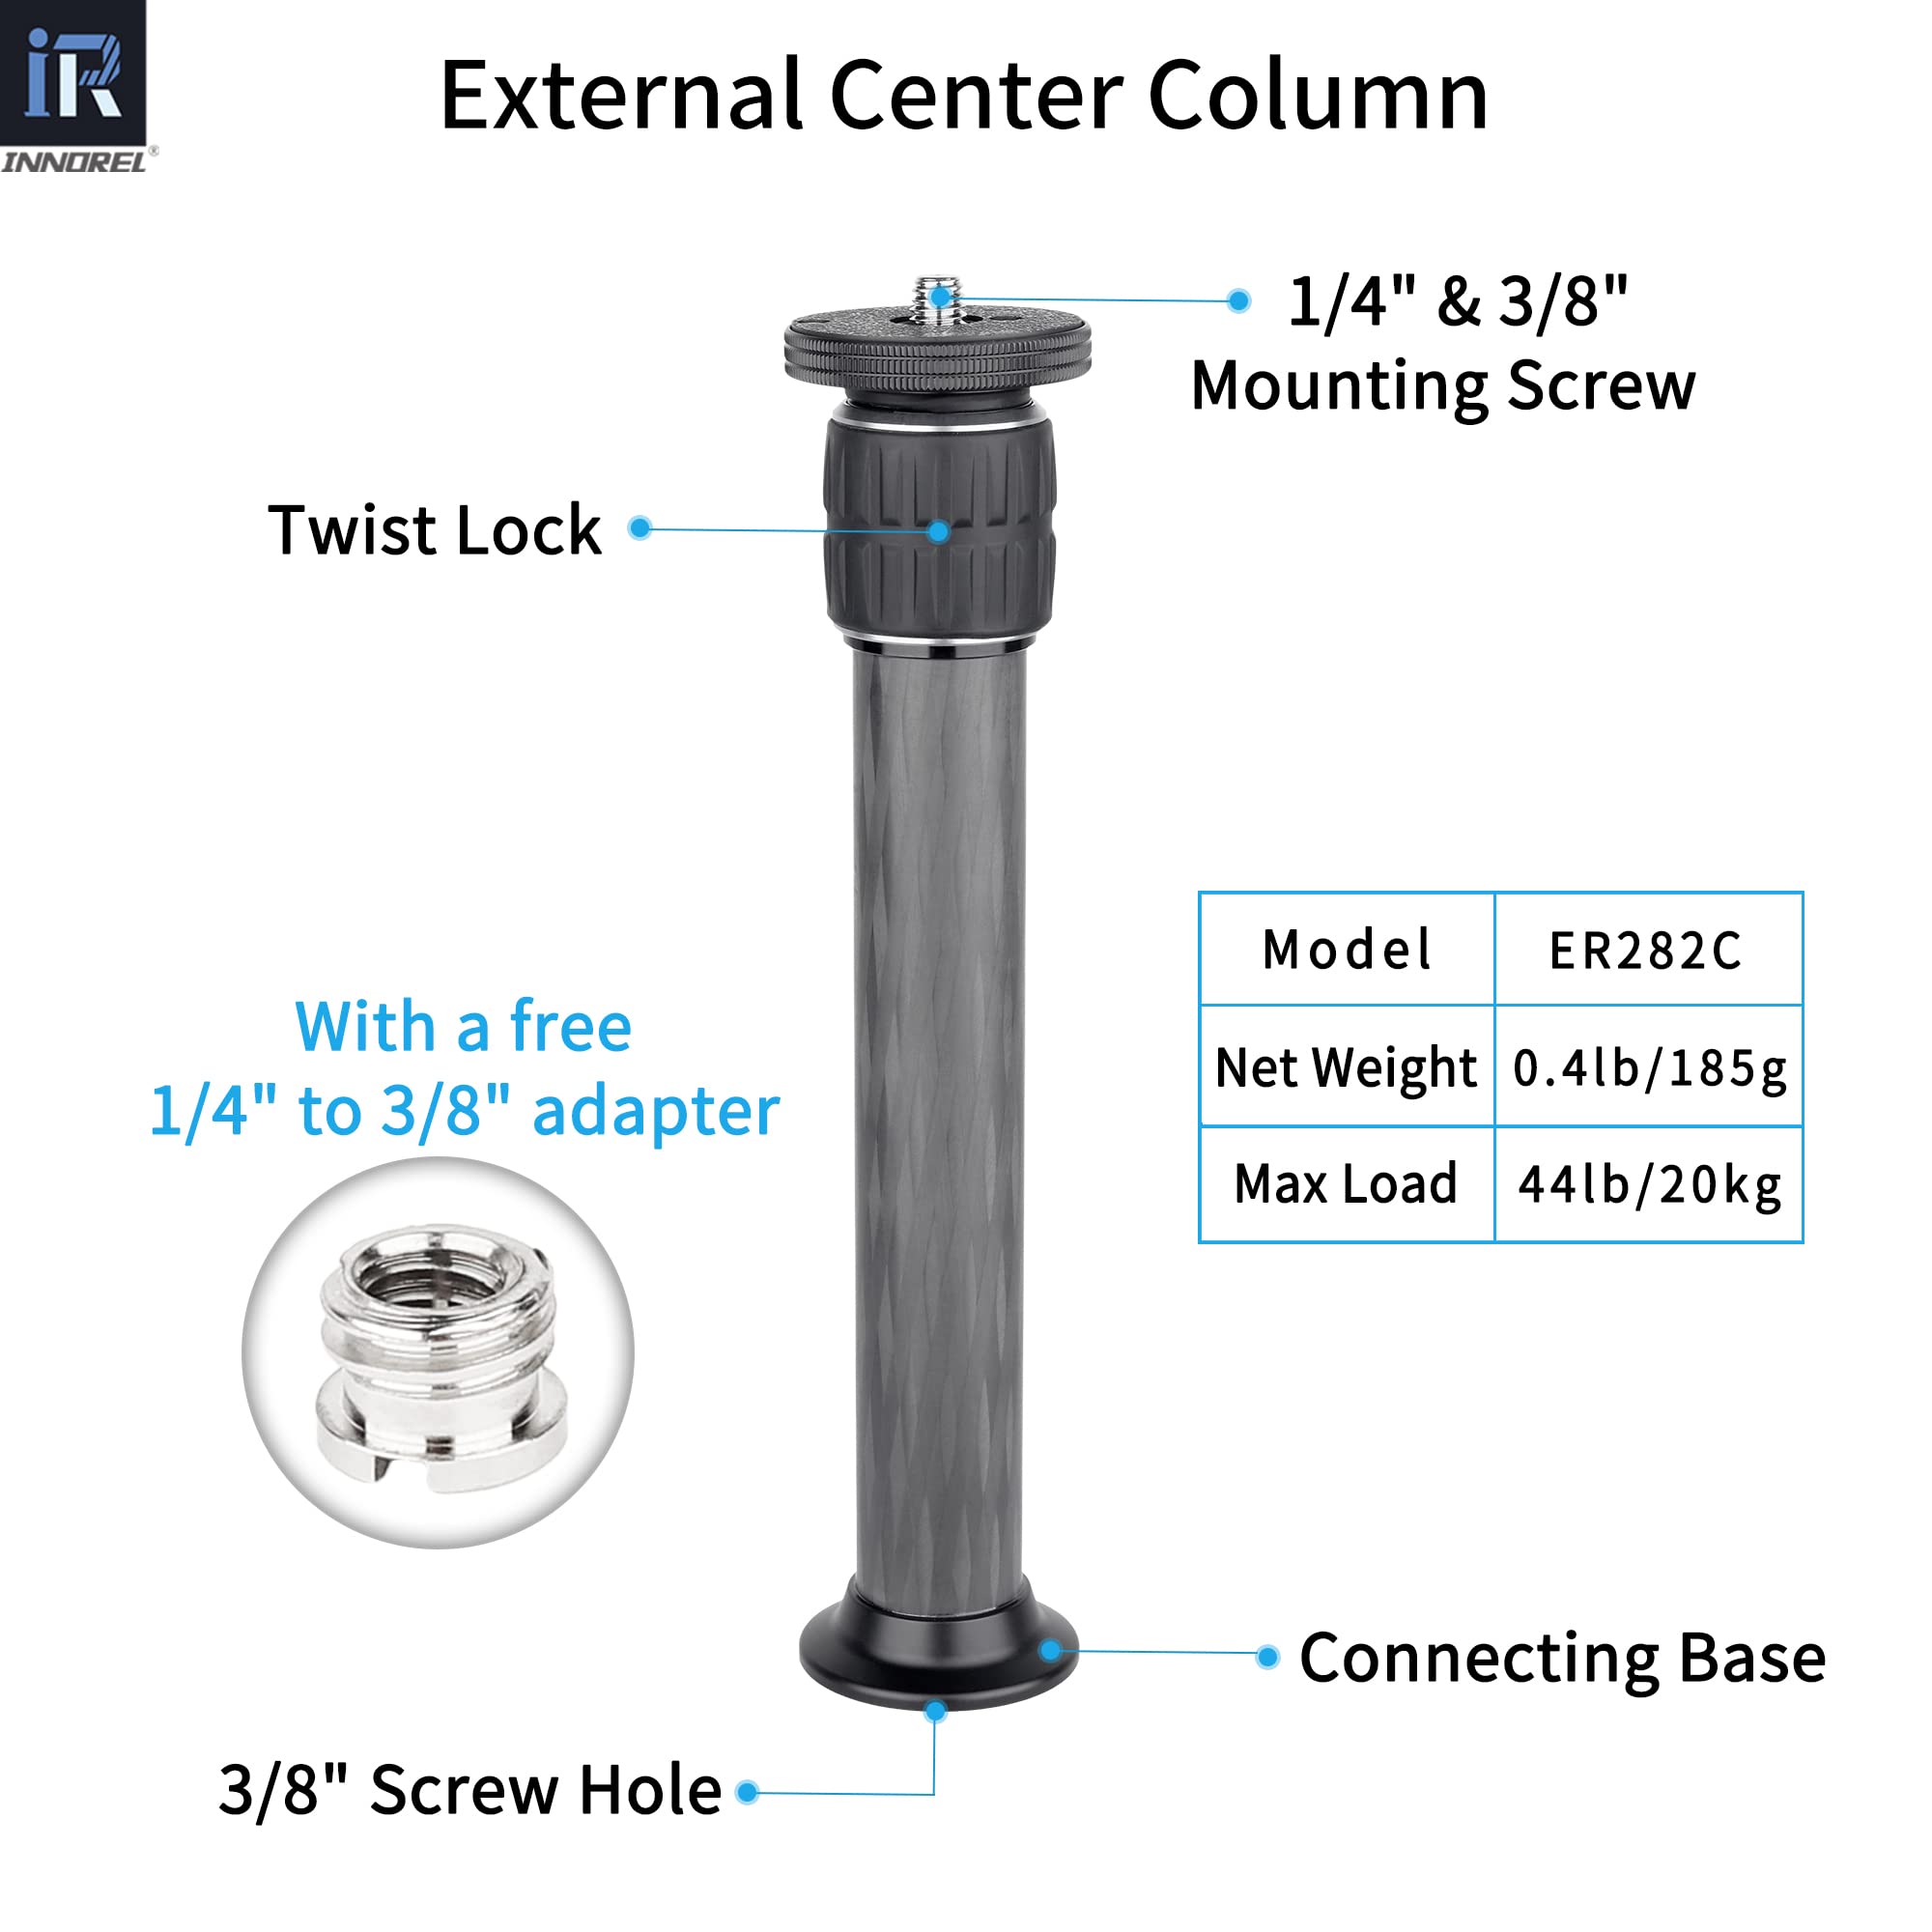 iR
INNOREL®
External Center Column
1/4" & 3/8"
Mounting Screw
Twist Lock
Model ER282C
Net Weight 0.4lb/185g
Max Load 44lb/20kg
With a free
1/4" to 3/8" adapter
Connecting Base
3/8" Screw Hole